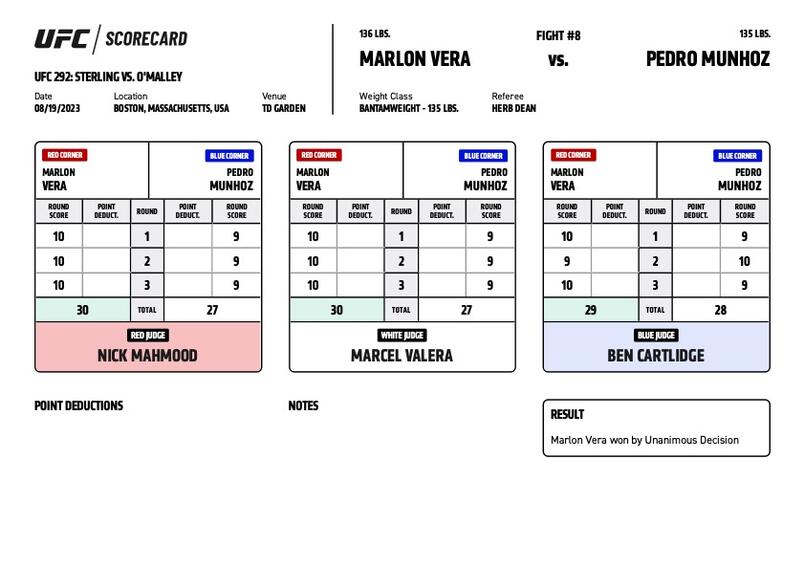 UFC / SCORECARD
UFC 292: STERLING VS. O'MALLEY
Date Location Venue
08/19/2023 BOSTON, MASSACHUSETTS, USA TD GARDEN
136 LBS. FIGHT #8 135 LBS.
MARLON VERA VS. PEDRO MUNHOZ
Weight Class Referee
BANTAMWEIGHT - 135 LBS. HERB DEAN
RED CORNER BLUE CORNER
MARLON PEDRO
VERA MUNHOZ
ROUND POINT ROUND POINT ROUND
SCORE DEDUCT. DEDUCT. SCORE
10 1 9
10 2 9
10 3 9
30 TOTAL 27
RED JUDGE
NICK MAHMOOD
RED CORNER BLUE CORNER
MARLON PEDRO
VERA MUNHOZ
ROUND POINT ROUND POINT ROUND
SCORE DEDUCT. DEDUCT. SCORE
10 1 9
10 2 9
10 3 9
30 TOTAL 27
WHITE JUDGE
MARCEL VALERA
RED CORNER BLUE CORNER
MARLON PEDRO
VERA MUNHOZ
ROUND POINT ROUND POINT ROUND
SCORE DEDUCT. DEDUCT. SCORE
10 1 9
9 2 10
10 3 9
29 TOTAL 28
BLUE JUDGE
BEN CARTLIDGE
POINT DEDUCTIONS
NOTES
RESULT
Marlon Vera won by Unanimous Decision